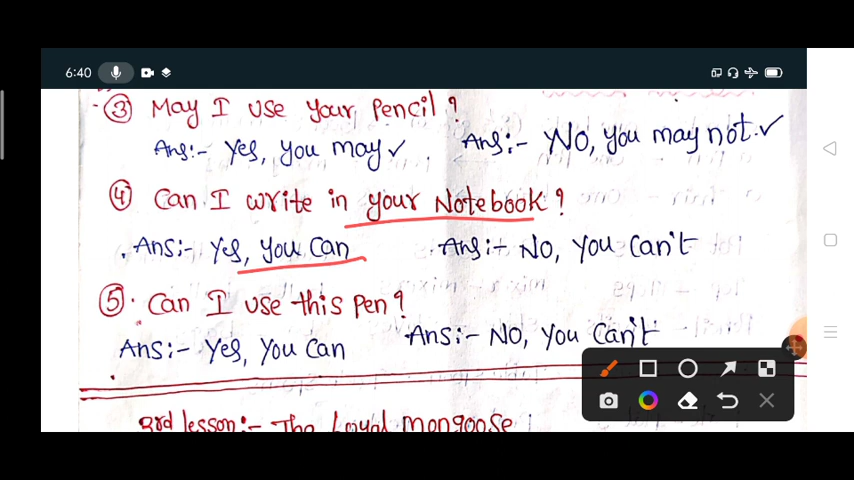 6:40
③ May I use your Pencil?
Ans:- Yes, you may ✓ Ans:- No, you may not. ✓
④ Can I write in your Notebook?
Ans:- Yes, you Can Ans:- No, you Can't
⑤. Can I use this pen?
Ans:- Yes, you Can Ans:- No, you Can't
3rd lesson:- The Loyal mongoose